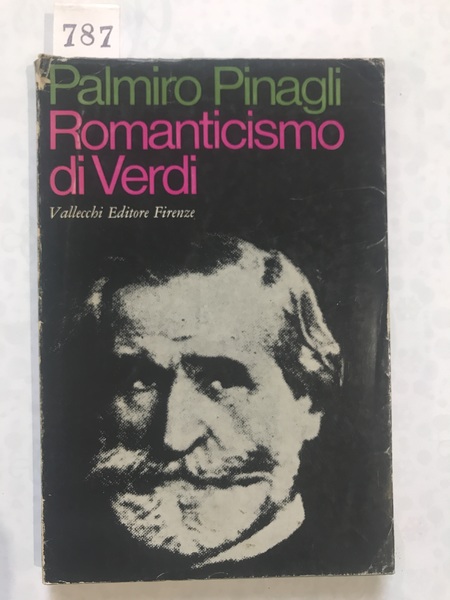 787
Palmiro Pinagli
Romanticismo
di Verdi
Vallecchi Editore Firenze